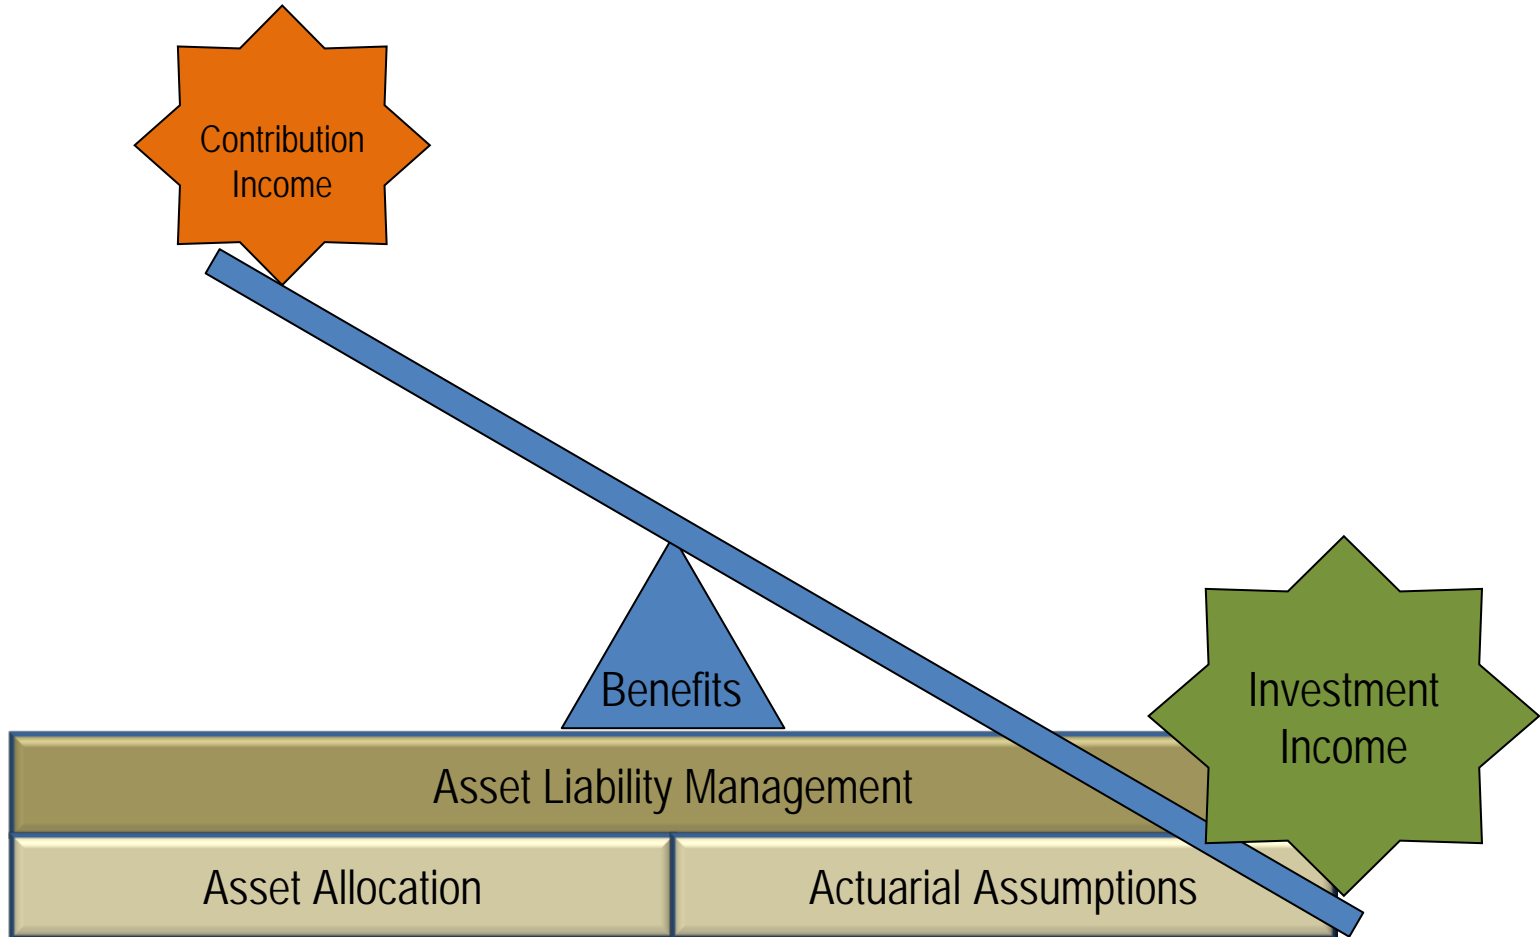 Contribution
Income
Benefits
Investment
Income
Asset Liability Management
Asset Allocation
Actuarial Assumptions